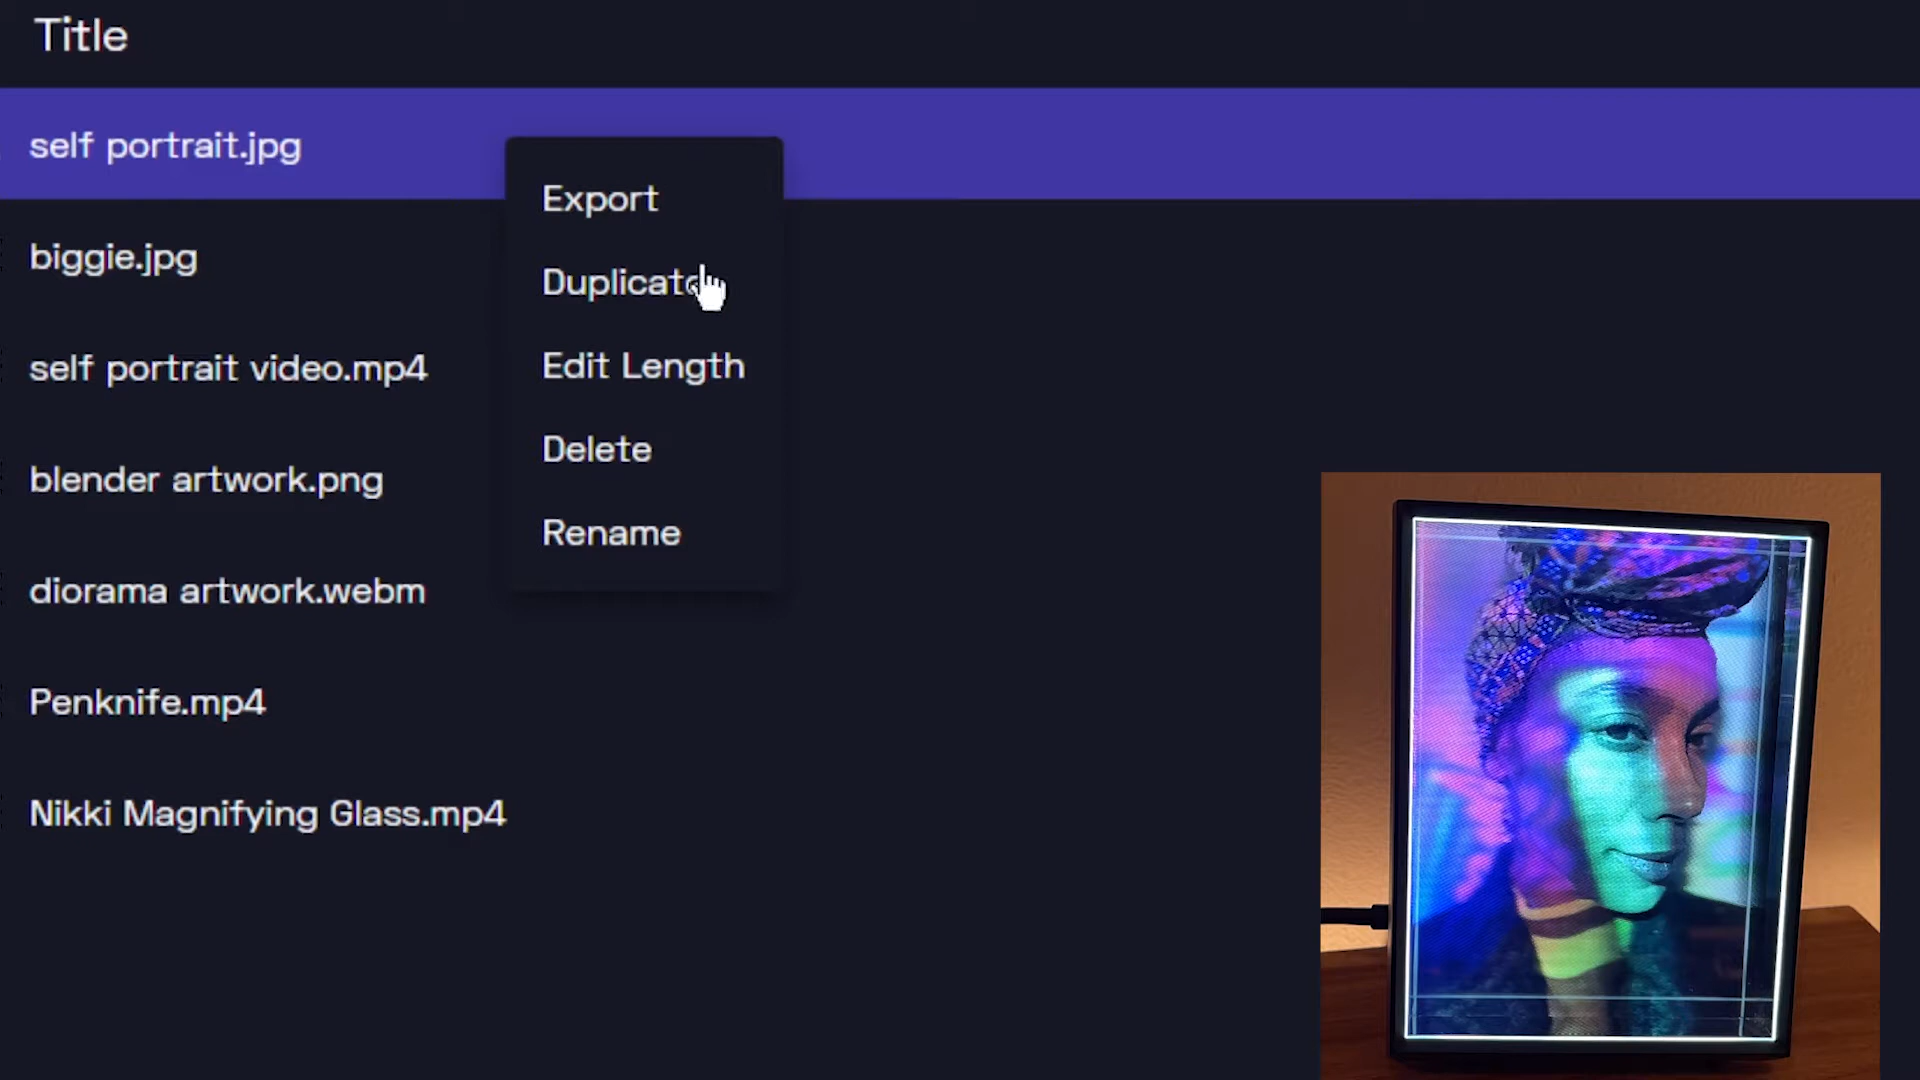 Title
self portrait.jpg
biggie.jpg
self portrait video.mp4
blender artwork.png
diorama artwork.webm
Penknife.mp4
Nikki Magnifying Glass.mp4
Export
Duplicate
Edit Length
Delete
Rename